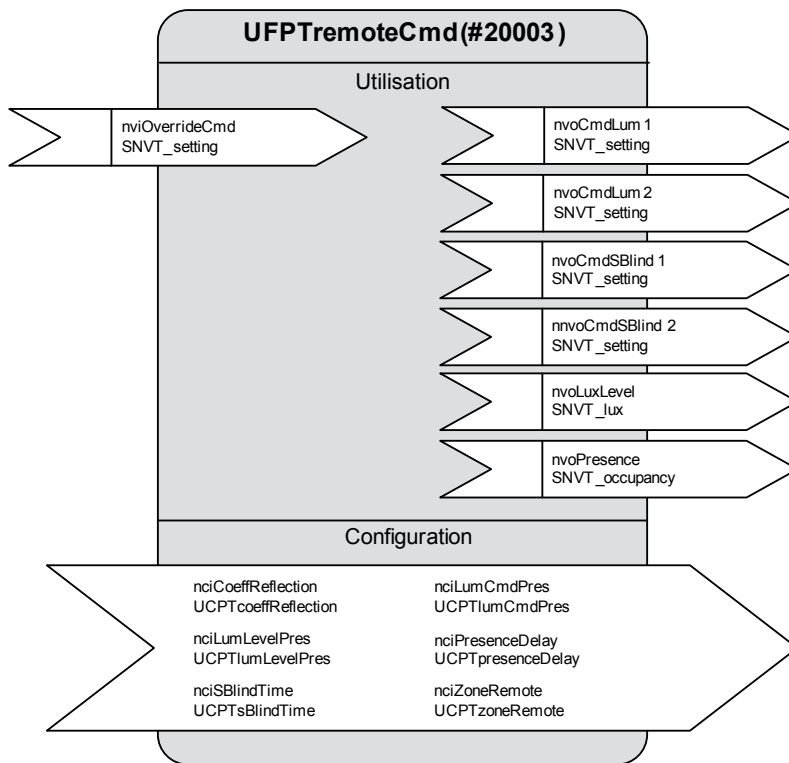 UFPTremoteCmd(#20003)
Utilisation
nviOverrideCmd
SNVT_setting
nvoCmdLum 1
SNVT_setting
nvoCmdLum 2
SNVT_setting
nvoCmdSBlind 1
SNVT_setting
nnvoCmdSBlind 2
SNVT_setting
nvoLuxLevel
SNVT_lux
nvoPresence
SNVT_occupancy
Configuration
nciCoeffReflection
UCPTcoeffReflection
nciLumCmdPres
UCPTlumCmdPres
nciLumLevelPres
UCPTlumLevelPres
nciPresenceDelay
UCPTpresenceDelay
nciSBlindTime
UCPTsBlindTime
nciZoneRemote
UCPTzoneRemote